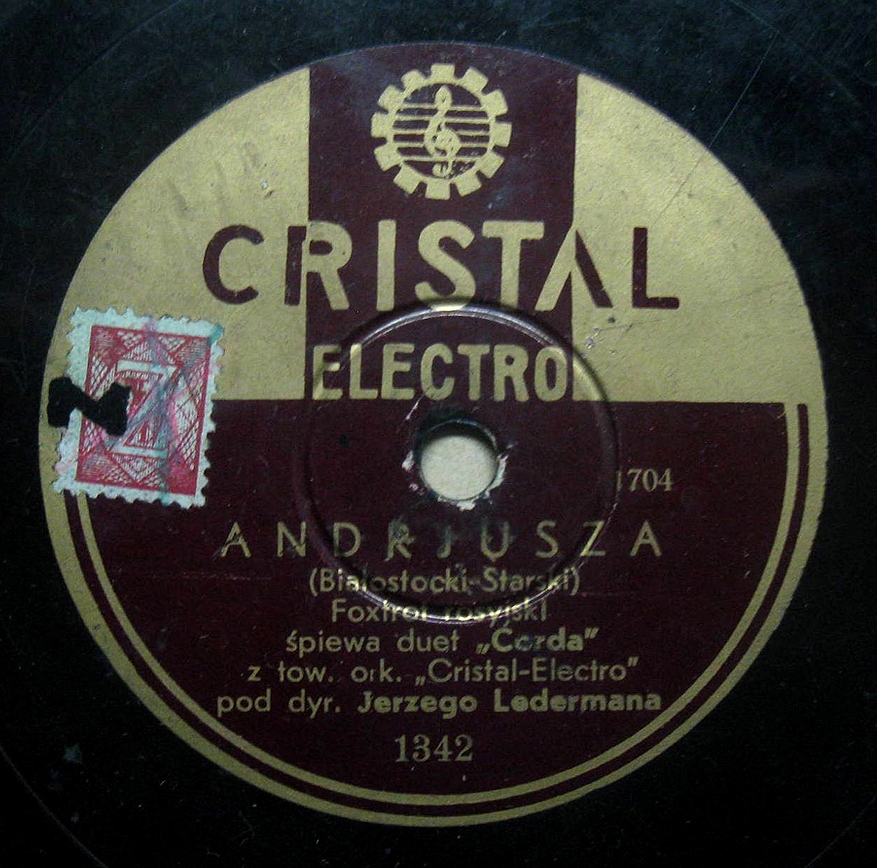 CRISTAL
ELECTRO
1704
ANDRJUSZA
(Białostocki-Starski)
Foxtrot rosyjski
śpiewa duet „Corda”
z tow. ork. „Cristal-Electro”
pod dyr. Jerzego Ledermana
1342